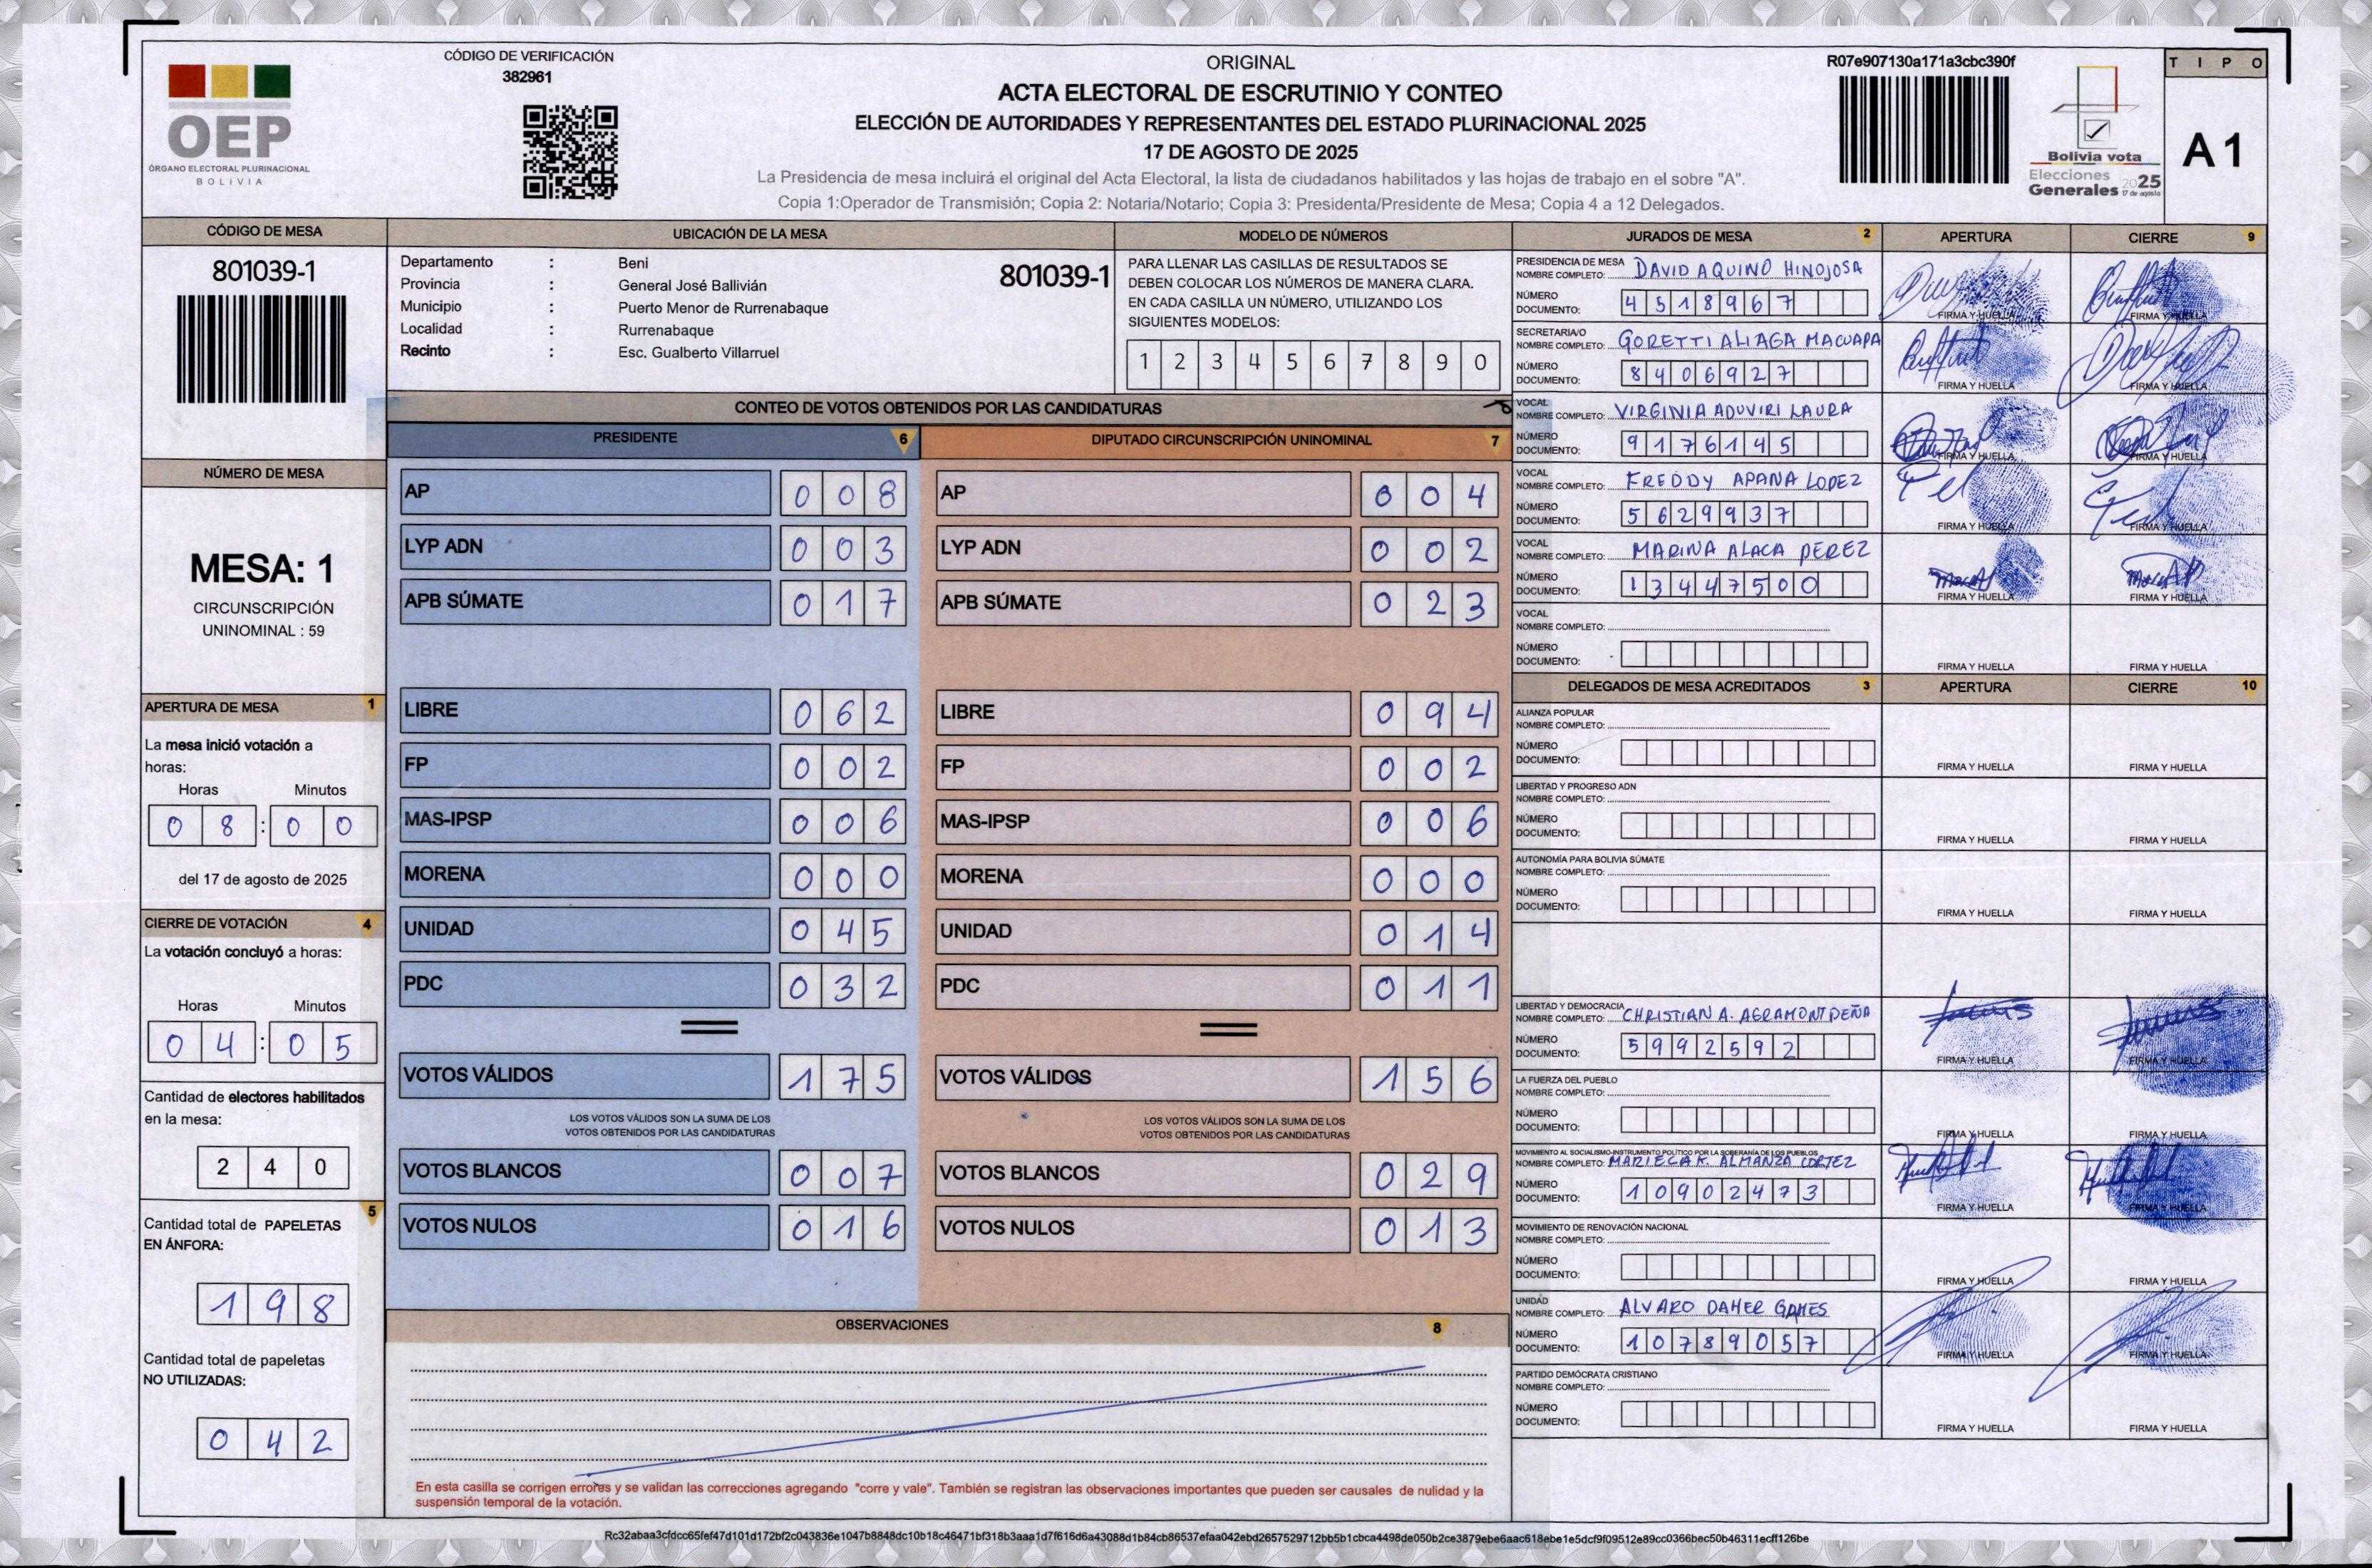 CÓDIGO DE VERIFICACIÓN
382961
OEP
ÓRGANO ELECTORAL PLURINACIONAL
BOLIVIA
ORIGINAL
ACTA ELECTORAL DE ESCRUTINIO Y CONTEO
ELECCIÓN DE AUTORIDADES Y REPRESENTANTES DEL ESTADO PLURINACIONAL 2025
17 DE AGOSTO DE 2025
La Presidencia de mesa incluirá el original del Acta Electoral, la lista de ciudadanos habilitados y las hojas de trabajo en el sobre "A".
Copia 1:Operador de Transmisión; Copia 2: Notaria/Notario; Copia 3: Presidenta/Presidente de Mesa; Copia 4 a 12 Delegados.
R07e907130a171a3cbc390f
Bolivia vota
Elecciones
Generales 2025
17 de agosto
TIPO
A1
CÓDIGO DE MESA
801039-1
NÚMERO DE MESA
MESA: 1
CIRCUNSCRIPCIÓN
UNINOMINAL : 59
APERTURA DE MESA 1
La mesa inició votación a
horas:
Horas Minutos
0 8 : 0 0
del 17 de agosto de 2025
CIERRE DE VOTACIÓN 4
La votación concluyó a horas:
Horas Minutos
0 4 : 0 5
Cantidad de electores habilitados
en la mesa:
2 4 0
5
Cantidad total de PAPELETAS
EN ÁNFORA:
1 9 8
Cantidad total de papeletas
NO UTILIZADAS:
0 4 2
UBICACIÓN DE LA MESA
Departamento : Beni
801039-1
Provincia : General José Ballivián
Municipio : Puerto Menor de Rurrenabaque
Localidad : Rurrenabaque
Recinto : Esc. Gualberto Villarruel
MODELO DE NÚMEROS
PARA LLENAR LAS CASILLAS DE RESULTADOS SE
DEBEN COLOCAR LOS NÚMEROS DE MANERA CLARA.
EN CADA CASILLA UN NÚMERO, UTILIZANDO LOS
SIGUIENTES MODELOS:
1 2 3 4 5 6 7 8 9 0
CONTEO DE VOTOS OBTENIDOS POR LAS CANDIDATURAS
PRESIDENTE 6 DIPUTADO CIRCUNSCRIPCIÓN UNINOMINAL 7
AP 0 0 8 AP 0 0 4
LYP ADN 0 0 3 LYP ADN 0 0 2
APB SÚMATE 0 1 7 APB SÚMATE 0 2 3
LIBRE 0 6 2 LIBRE 0 9 4
FP 0 0 2 FP 0 0 2
MAS-IPSP 0 0 6 MAS-IPSP 0 0 6
MORENA 0 0 0 MORENA 0 0 0
UNIDAD 0 4 5 UNIDAD 0 1 4
PDC 0 3 2 PDC 0 1 1
VOTOS VÁLIDOS 1 7 5 VOTOS VÁLIDOS 1 5 6
LOS VOTOS VÁLIDOS SON LA SUMA DE LOS LOS VOTOS VÁLIDOS SON LA SUMA DE LOS
VOTOS OBTENIDOS POR LAS CANDIDATURAS VOTOS OBTENIDOS POR LAS CANDIDATURAS
VOTOS BLANCOS 0 0 7 VOTOS BLANCOS 0 2 9
VOTOS NULOS 0 1 6 VOTOS NULOS 0 1 3
OBSERVACIONES 8
En esta casilla se corrigen errores y se validan las correcciones agregando "corre y vale". También se registran las observaciones importantes que pueden ser causales de nulidad y la
suspensión temporal de la votación.
JURADOS DE MESA 2 APERTURA CIERRE 9
PRESIDENCIA DE MESA
NOMBRE COMPLETO: DAVID AQUINO HINOJOSA
NÚMERO
DOCUMENTO: 4 5 1 8 9 6 7
FIRMA Y HUELLA FIRMA Y HUELLA
SECRETARIA/O
NOMBRE COMPLETO: GORETTI ALIAGA MACUAPA
NÚMERO
DOCUMENTO: 8 4 0 6 9 2 7
FIRMA Y HUELLA FIRMA Y HUELLA
VOCAL
NOMBRE COMPLETO: VIRGINIA ADUVIRI LAURA
NÚMERO
DOCUMENTO: 9 1 7 6 1 4 5
FIRMA Y HUELLA FIRMA Y HUELLA
VOCAL
NOMBRE COMPLETO: FREDDY APANA LOPEZ
NÚMERO
DOCUMENTO: 5 6 2 9 9 3 7
FIRMA Y HUELLA FIRMA Y HUELLA
VOCAL
NOMBRE COMPLETO: MARINA ALACA PEREZ
NÚMERO
DOCUMENTO: 1 3 4 4 7 5 0 0
FIRMA Y HUELLA FIRMA Y HUELLA
VOCAL
NOMBRE COMPLETO:
NÚMERO
DOCUMENTO:
FIRMA Y HUELLA FIRMA Y HUELLA
DELEGADOS DE MESA ACREDITADOS 3 APERTURA CIERRE 10
ALIANZA POPULAR
NOMBRE COMPLETO:
NÚMERO
DOCUMENTO:
FIRMA Y HUELLA FIRMA Y HUELLA
LIBERTAD Y PROGRESO ADN
NOMBRE COMPLETO:
NÚMERO
DOCUMENTO:
FIRMA Y HUELLA FIRMA Y HUELLA
AUTONOMÍA PARA BOLIVIA SÚMATE
NOMBRE COMPLETO:
NÚMERO
DOCUMENTO:
FIRMA Y HUELLA FIRMA Y HUELLA
LIBERTAD Y DEMOCRACIA
NOMBRE COMPLETO: CHRISTIAN A. AGRAMONT PEÑA
NÚMERO
DOCUMENTO: 5 9 9 2 5 9 2
FIRMA Y HUELLA FIRMA Y HUELLA
LA FUERZA DEL PUEBLO
NOMBRE COMPLETO:
NÚMERO
DOCUMENTO:
FIRMA Y HUELLA FIRMA Y HUELLA
MOVIMIENTO AL SOCIALISMO-INSTRUMENTO POLÍTICO POR LA SOBERANÍA DE LOS PUEBLOS
NOMBRE COMPLETO: K. ALMANZA CORTEZ
NÚMERO
DOCUMENTO: 1 0 9 0 2 4 7 3
FIRMA Y HUELLA FIRMA Y HUELLA
MOVIMIENTO DE RENOVACIÓN NACIONAL
NOMBRE COMPLETO:
NÚMERO
DOCUMENTO:
FIRMA Y HUELLA FIRMA Y HUELLA
UNIDAD
NOMBRE COMPLETO: ALVARO DAHER GAMES
NÚMERO
DOCUMENTO: 1 0 7 8 9 0 5 7
FIRMA Y HUELLA FIRMA Y HUELLA
PARTIDO DEMÓCRATA CRISTIANO
NOMBRE COMPLETO:
NÚMERO
DOCUMENTO:
FIRMA Y HUELLA FIRMA Y HUELLA